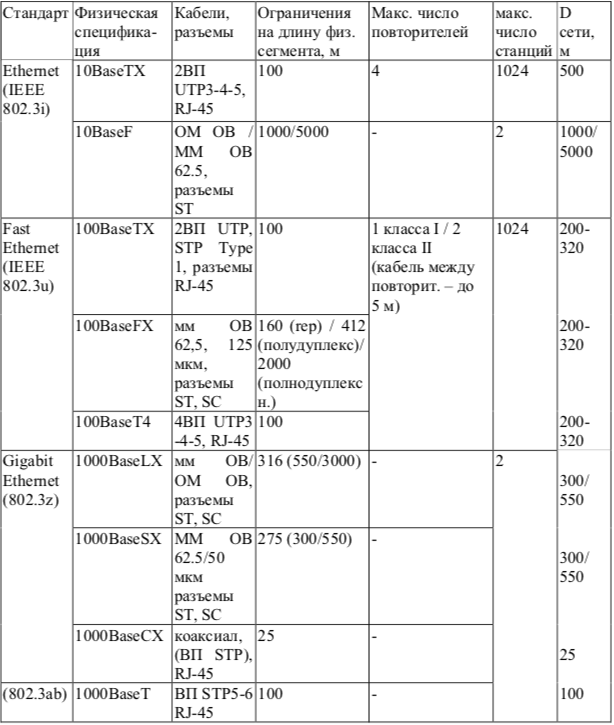 Стандарт Физическая специфика-ция Кабели, разъемы Ограничения на длину физ. сегмента, м Макс. число повторителей макс. число станций D сети, м
Ethernet (IEEE 802.3i) 10BaseTX 2ВП UTP3-4-5, RJ-45 100 4 1024 500
10BaseF ОМ ОВ / ММ ОВ 62.5, разъемы ST 1000/5000 - 2 1000/ 5000
Fast Ethernet (IEEE 802.3u) 100BaseTX 2ВП UTP, STP Type 1, разъемы RJ-45 100 1 класса I / 2 класса II (кабель между повторит. – до 5 м) 1024 200-320
100BaseFX мм ОВ 62,5, 125 мкм, разъемы ST, SC 160 (rep) / 412 (полудуплекс)/ 2000 (полнодуплекс н.) 200-320
100BaseT4 4ВП UTP3 -4-5, RJ-45 100 200-320
Gigabit Ethernet (802.3z) 1000BaseLX мм ОВ/ ОМ ОВ, разъемы ST, SC 316 (550/3000) - 2 300/ 550
1000BaseSX ММ ОВ 62.5/50 мкм разъемы ST, SC 275 (300/550) - 300/ 550
1000BaseCX коаксиал, (ВП STP), RJ-45 25 - 25
(802.3ab) 1000BaseT ВП STP5-6 RJ-45 100 - 100